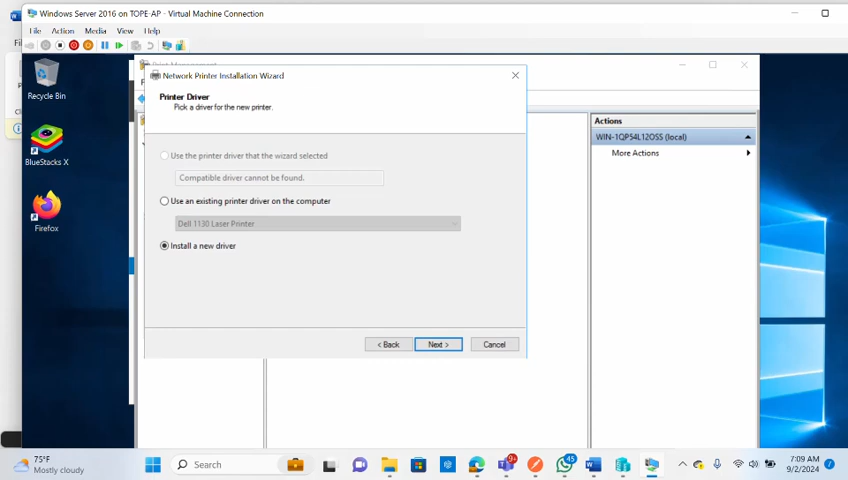 Windows Server 2016 on TOPE-AP - Virtual Machine Connection
File Action Media View Help
Recycle Bin
BlueStacks X
Firefox
Network Printer Installation Wizard
Printer Driver
Pick a driver for the new printer.
Use the printer driver that the wizard selected
Compatible driver cannot be found.
Use an existing printer driver on the computer
Dell 1130 Laser Printer
Install a new driver
< Back
Next >
Cancel
Actions
WIN-1QP54L12OSS (local)
More Actions
75°F
Mostly cloudy
Search
9+
45
7:09 AM
9/2/2024